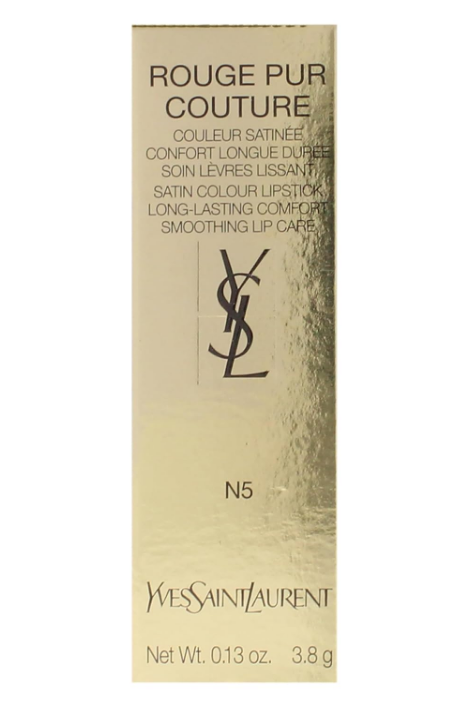 ROUGE PUR
COUTURE
COULEUR SATINÉE
CONFORT LONGUE DURÉE
SOIN LÈVRES LISSANT
SATIN COLOUR LIPSTICK
LONG-LASTING COMFORT
SMOOTHING LIP CARE
YSL
N5
YVESSAINTLAURENT
Net Wt. 0.13 oz. 3.8 g